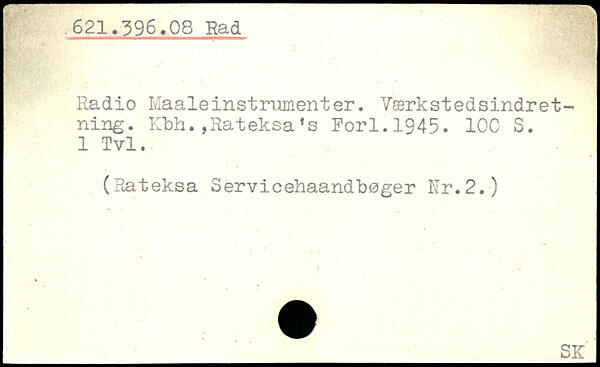 621.396.08 Rad
Radio Maaleinstrumenter. Værkstedsindret-
ning. Kbh.,Rateksa's Forl.1945. 100 S.
1 Tvl.
(Rateksa Servicehaandbøger Nr.2.)
SK